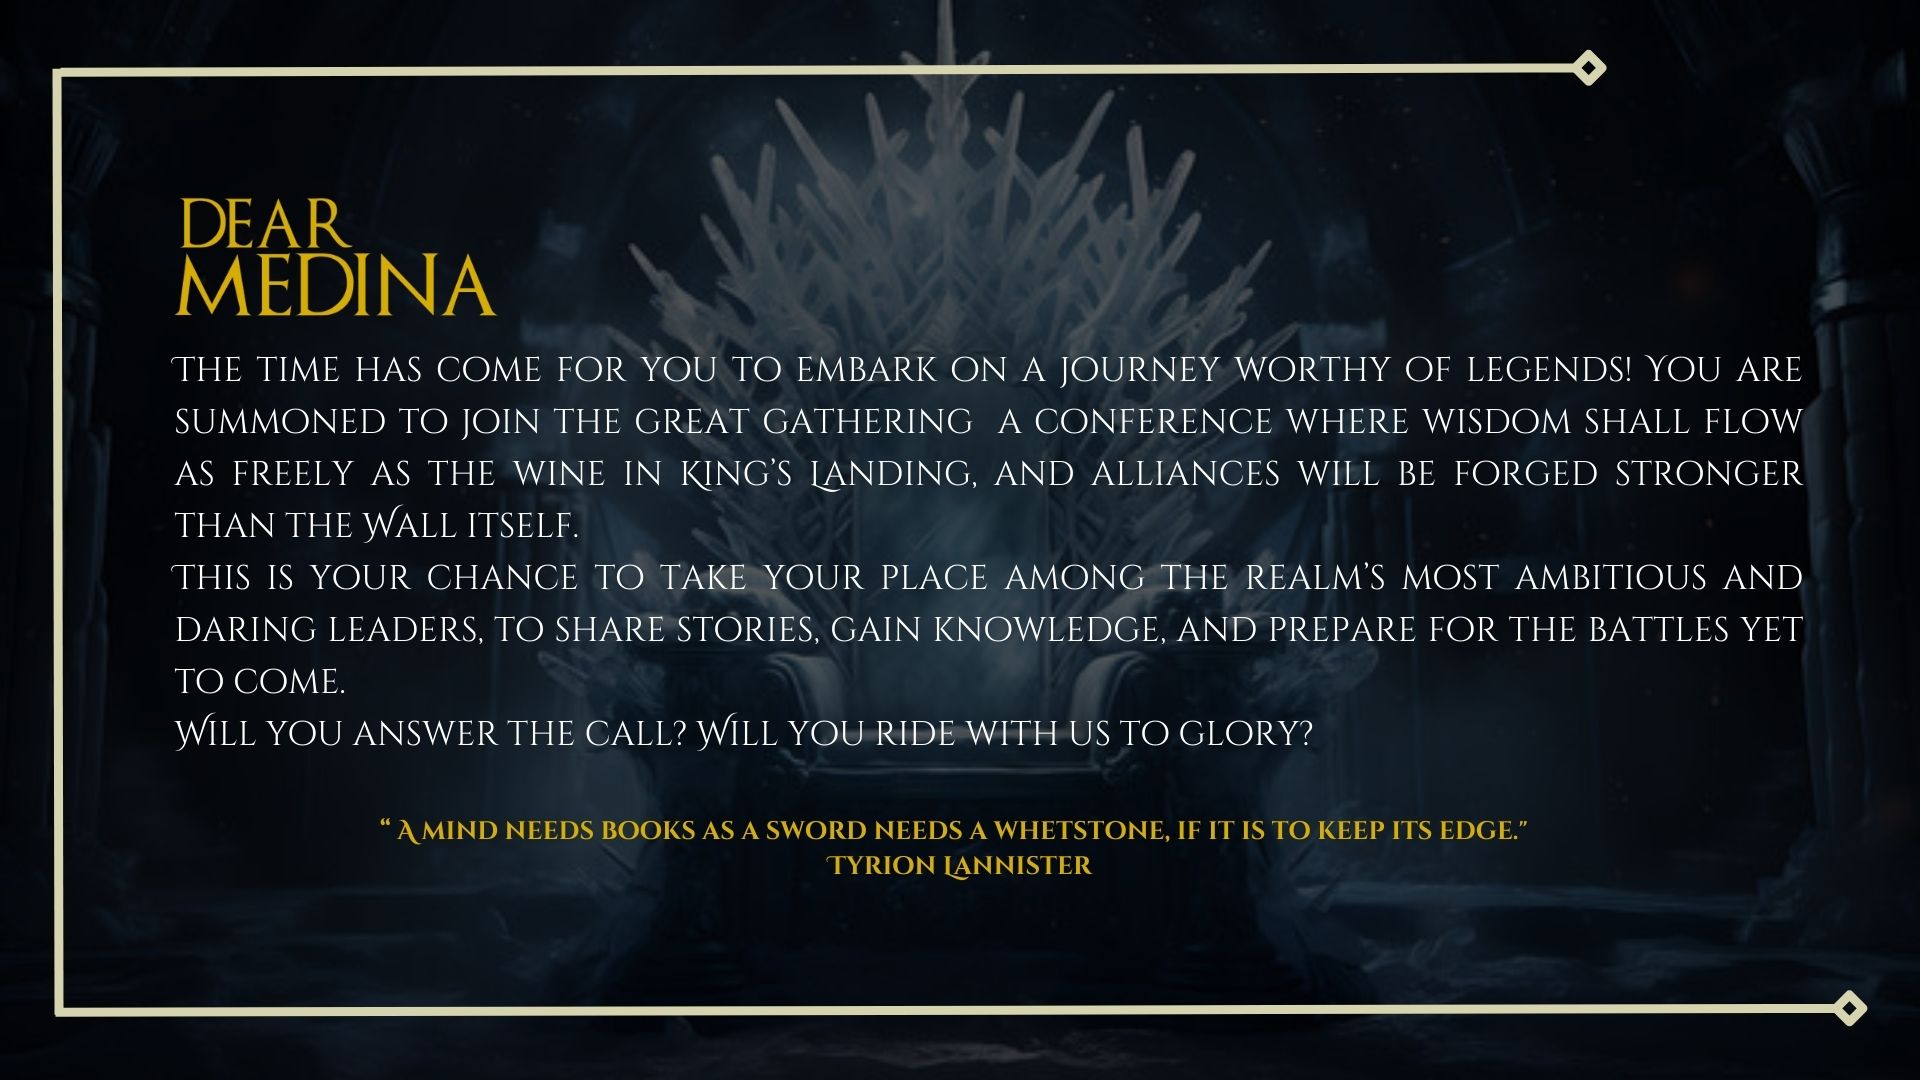 DEAR
MEDINA
The time has come for you to embark on a journey worthy of legends! You are
summoned to join the great gathering a conference where wisdom shall flow
as freely as the wine in King’s Landing, and alliances will be forged stronger
than the Wall itself.
This is your chance to take your place among the realm’s most ambitious and
daring leaders, to share stories, gain knowledge, and prepare for the battles yet
to come.
Will you answer the call? Will you ride with us to glory?
“ A mind needs books as a sword needs a whetstone, if it is to keep its edge."
Tyrion Lannister